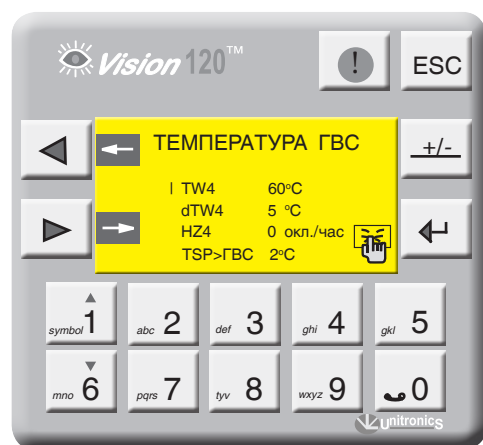 Vision 120™
! ESC
ТЕМПЕРАТУРА ГВС
+/-
| TW4 60°C
dTW4 5 °C
HZ4 0 окл./час
TSP>ГВС 2°C
symbol 1
abc 2
def 3
ghi 4
gkl 5
mno 6
pqrs 7
tyv 8
wxyz 9
0
Unitronics